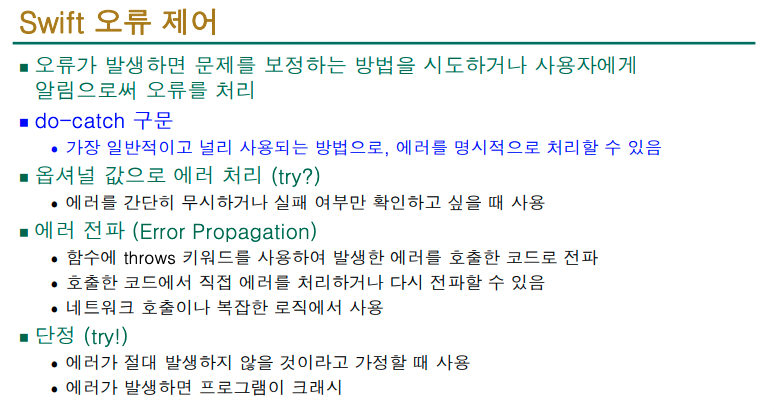 Swift 오류 제어
■ 오류가 발생하면 문제를 보정하는 방법을 시도하거나 사용자에게
알림으로써 오류를 처리
■ do-catch 구문
• 가장 일반적이고 널리 사용되는 방법으로, 에러를 명시적으로 처리할 수 있음
■ 옵셔널 값으로 에러 처리 (try?)
• 에러를 간단히 무시하거나 실패 여부만 확인하고 싶을 때 사용
■ 에러 전파 (Error Propagation)
• 함수에 throws 키워드를 사용하여 발생한 에러를 호출한 코드로 전파
• 호출한 코드에서 직접 에러를 처리하거나 다시 전파할 수 있음
• 네트워크 호출이나 복잡한 로직에서 사용
■ 단정 (try!)
• 에러가 절대 발생하지 않을 것이라고 가정할 때 사용
• 에러가 발생하면 프로그램이 크래시